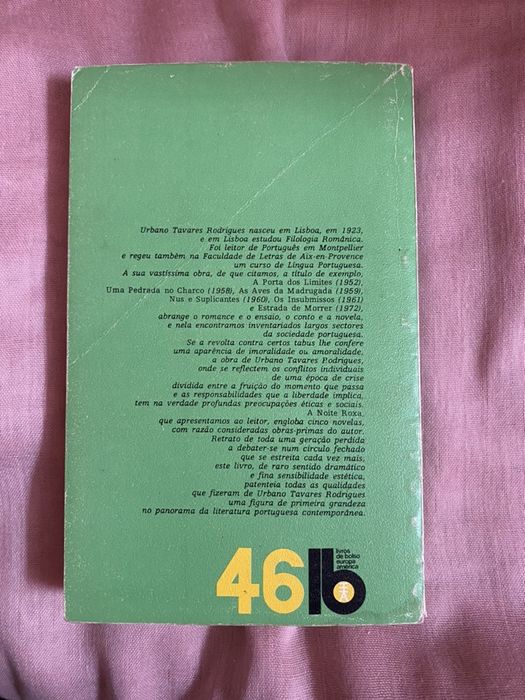 Urbano Tavares Rodrigues nasceu em Lisboa, em 1923,
e em Lisboa estudou Filologia Românica.
Foi leitor de Português em Montpellier
e regeu também na Faculdade de Letras de Aix-en-Provence
um curso de Língua Portuguesa.
A sua vastíssima obra, de que citamos, a título de exemplo,
A Porta dos Limites (1952),
Uma Pedrada no Charco (1958), As Aves da Madrugada (1959),
Nus e Suplicantes (1960), Os Insubmissos (1961)
e Estrada de Morrer (1972),
abrange o romance e o ensaio, o conto e a novela,
e nela encontramos inventariados largos sectores
da sociedade portuguesa.
Se a revolta contra certos tabus lhe confere
uma aparência de imoralidade ou amoralidade,
a obra de Urbano Tavares Rodrigues,
onde se reflectem os conflitos individuais
de uma época de crise
dividida entre a fruição do momento que passa
e as responsabilidades que a liberdade implica,
tem na verdade profundas preocupações éticas e sociais.
A Noite Roxa,
que apresentamos ao leitor, engloba cinco novelas,
com razão consideradas obras-primas do autor.
Retrato de toda uma geração perdida
a debater-se num círculo fechado
que se estreita cada vez mais,
este livro, de raro sentido dramático
e fina sensibilidade estética,
patenteia todas as qualidades
que fizeram de Urbano Tavares Rodrigues
uma figura de primeira grandeza
no panorama da literatura portuguesa contemporânea.
46lb
livros
de bolso
europa
américa